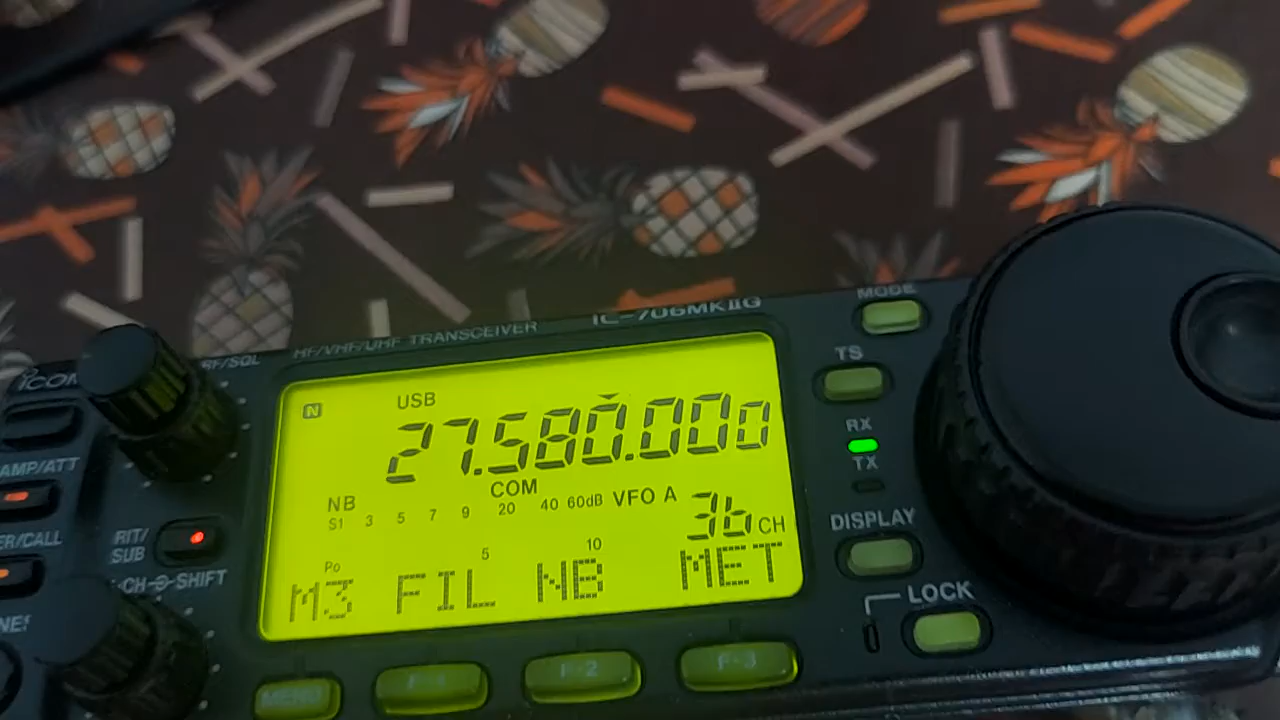 IC-706MKIIG
HF/VHF/UHF TRANSCEIVER
MODE
ICOM
RF/SQL
TS
N
USB
27.580.000
RX
TX
AMP/ATT
NB
COM
VFO A
36 CH
S1 3 5 7 9 20 40 60dB
DISPLAY
RIT/
SUB
ER/CALL
CH SHIFT
Po 5 10
M3 FIL NB MET
LOCK
MENU F-1 F-2 F-3